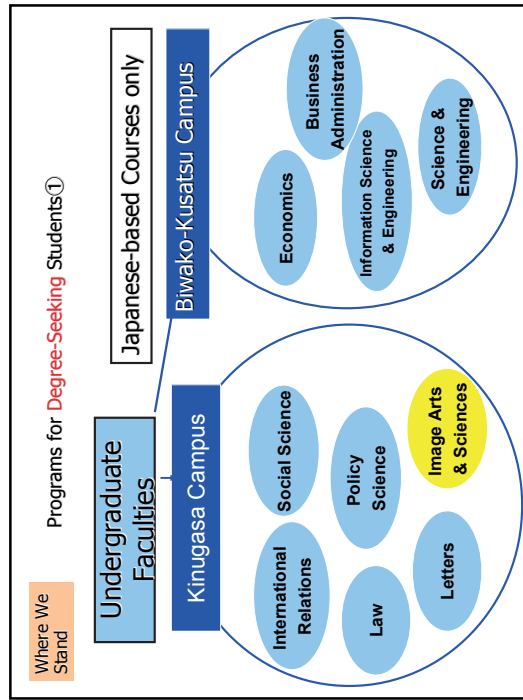 Where We
Stand
Programs for Degree-Seeking Students①
Undergraduate
Faculties
Japanese-based Courses only
Kinugasa Campus
Biwako-Kusatsu Campus
International
Relations
Social Science
Law
Policy
Science
Letters
Image Arts
& Sciences
Economics
Business
Administration
Information Science
& Engineering
Science &
Engineering